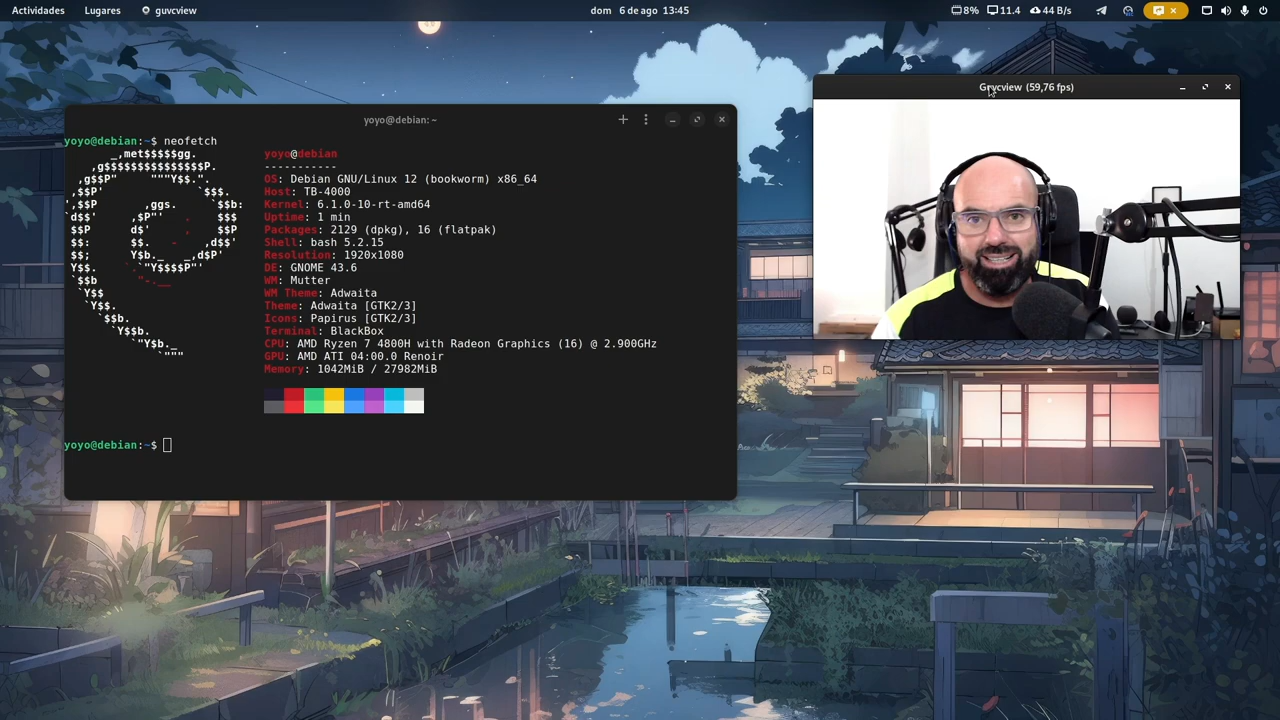 Actividades Lugares guvcview dom 6 de ago 13:45 8% 11.4 44 B/s
Guvcview (59,76 fps)
yoyo@debian: ~
yoyo@debian:~$ neofetch
_,met$$$$$gg.
,g$$$$$$$$$$$$$$$P.
,g$$P" """Y$$.".
,$$P' `$$$.
',$$P ,ggs. `$$b:
`d$$' ,$P"' . $$$
$$P d$' , $$P
$$: $$. - ,d$$'
$$; Y$b._ _,d$P'
Y$$. `.`"Y$$$$P"'
`$$b "-.__
`Y$$
`Y$$.
`$$b.
`Y$$b.
`"Y$b._
`"""
yoyo@debian
-----------
OS: Debian GNU/Linux 12 (bookworm) x86_64
Host: TB-4000
Kernel: 6.1.0-10-rt-amd64
Uptime: 1 min
Packages: 2129 (dpkg), 16 (flatpak)
Shell: bash 5.2.15
Resolution: 1920x1080
DE: GNOME 43.6
WM: Mutter
WM Theme: Adwaita
Theme: Adwaita [GTK2/3]
Icons: Papirus [GTK2/3]
Terminal: BlackBox
CPU: AMD Ryzen 7 4800H with Radeon Graphics (16) @ 2.900GHz
GPU: AMD ATI 04:00.0 Renoir
Memory: 1042MiB / 27982MiB
yoyo@debian:~$